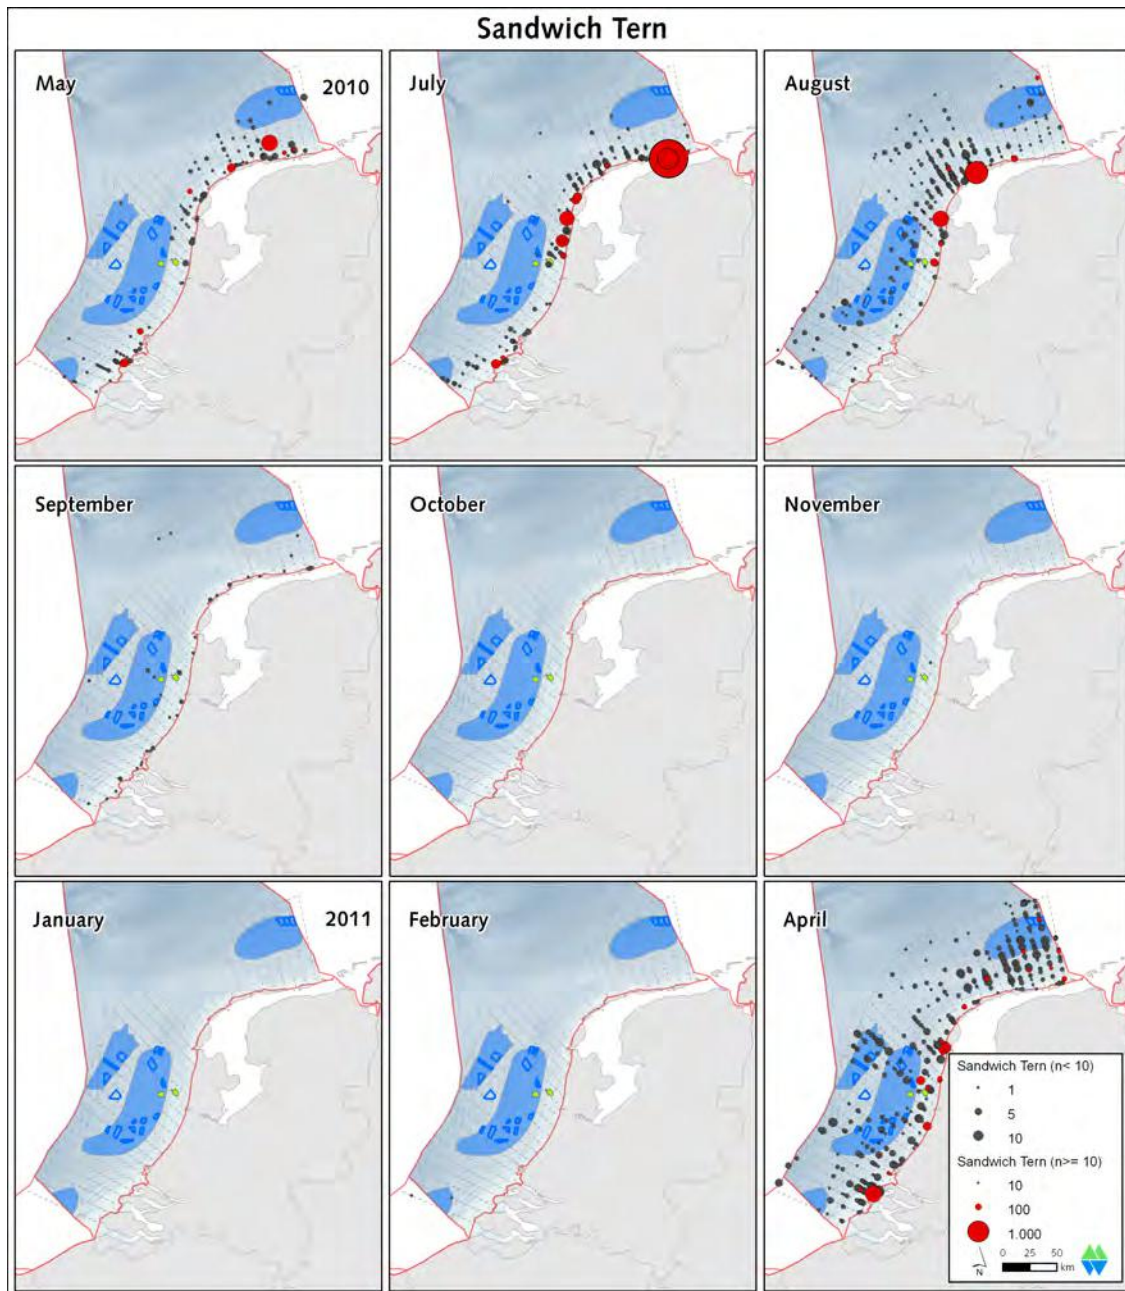 Sandwich Tern
May
2010
July
August
September
October
November
January
2011
February
April
Sandwich Tern (n< 10)
1
5
10
Sandwich Tern (n>= 10)
10
100
1.000
0 25 50
N
km